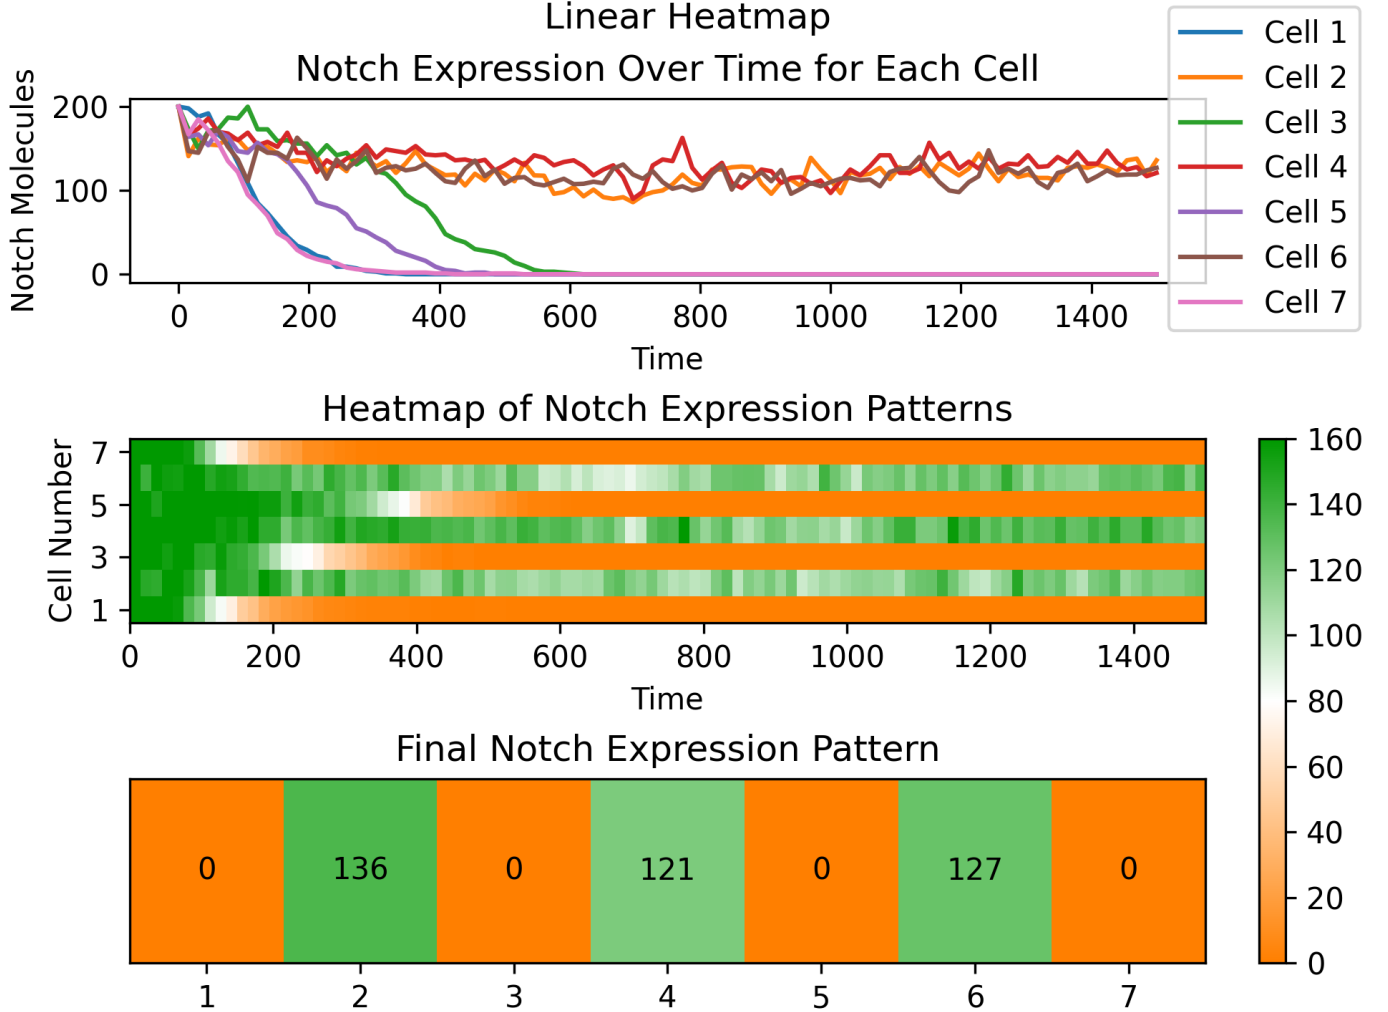 Linear Heatmap
Notch Expression Over Time for Each Cell
Notch Molecules
200
100
0
0 200 400 600 800 1000 1200 1400
Time
Cell 1
Cell 2
Cell 3
Cell 4
Cell 5
Cell 6
Cell 7
Heatmap of Notch Expression Patterns
Cell Number
7
5
3
1
0 200 400 600 800 1000 1200 1400
Time
160
140
120
100
80
60
40
20
0
Final Notch Expression Pattern
0 136 0 121 0 127 0
1 2 3 4 5 6 7